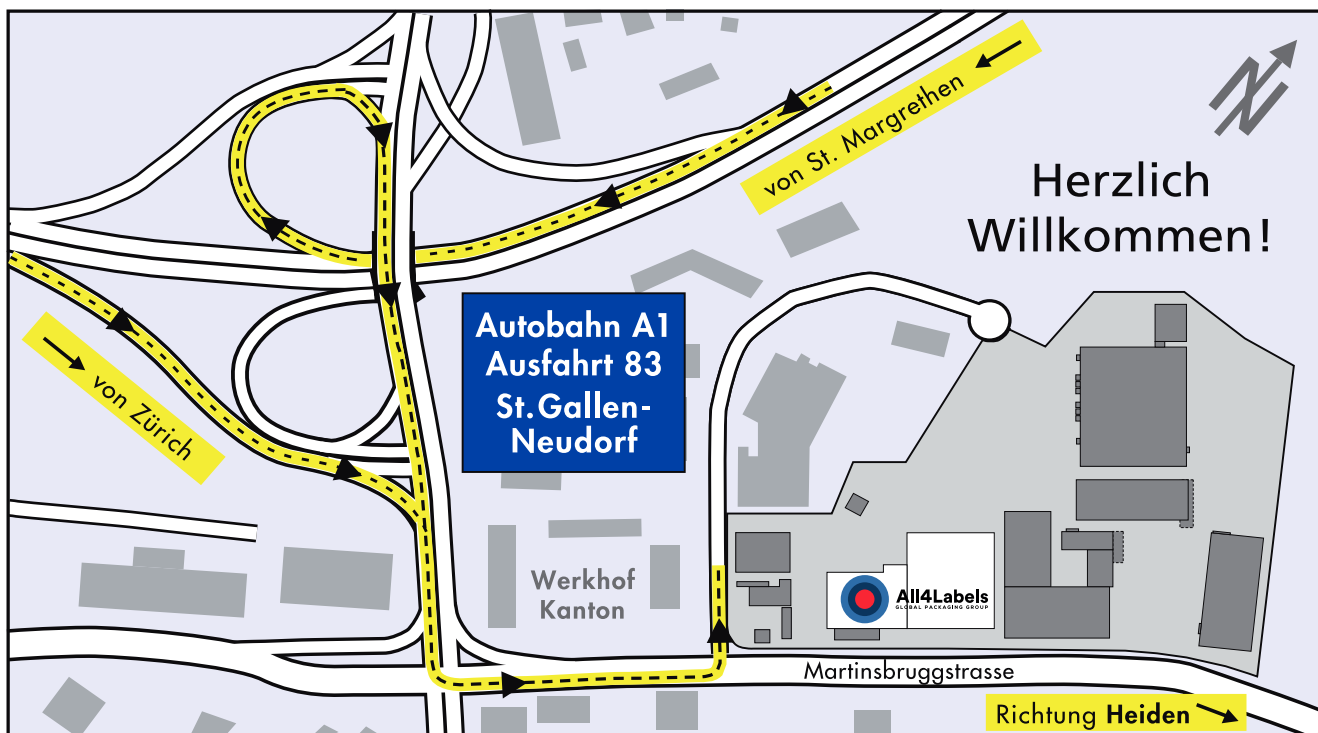 von St. Margrethen
N
Herzlich
Willkommen!
Autobahn A1
Ausfahrt 83
St. Gallen-
Neudorf
von Zürich
Werkhof
Kanton
All4Labels
GLOBAL PACKAGING GROUP
Martinsbruggstrasse
Richtung Heiden